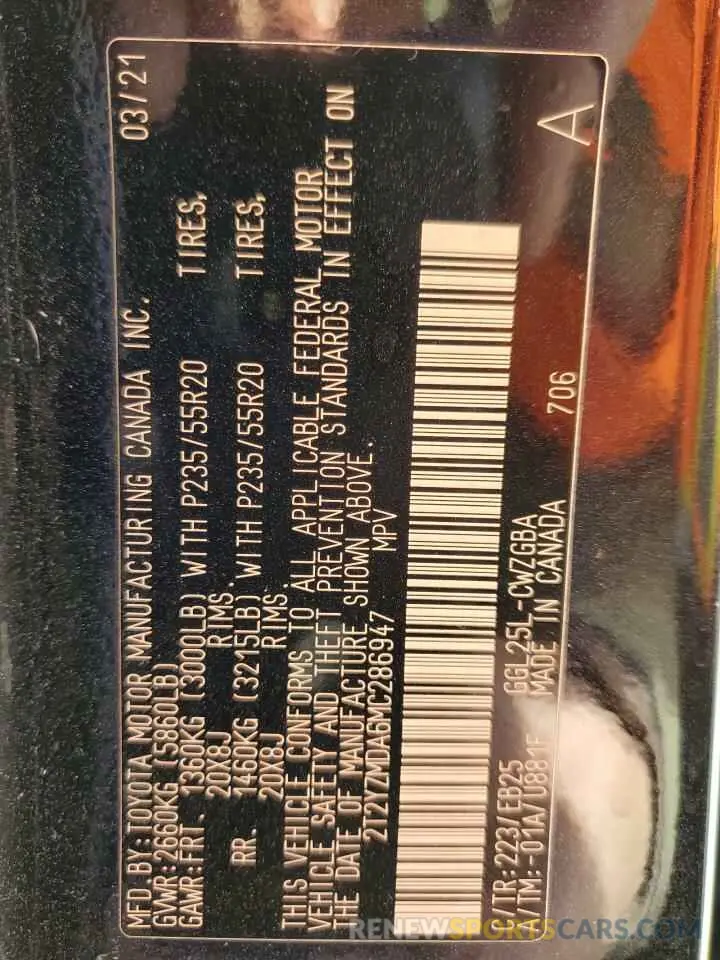 MFD.BY:TOYOTA MOTOR MANUFACTURING CANADA INC. 03/21
GVWR:2660KG (5860LB)
GAWR:FRT. 1360KG (3000LB) WITH P235/55R20 TIRES,
20X8J RIMS.
RR. 1460KG (3215LB) WITH P235/55R20 TIRES,
20X8J RIMS
THIS VEHICLE CONFORMS TO ALL APPLICABLE FEDERAL MOTOR
VEHICLE SAFETY AND THEFT PREVENTION STANDARDS IN EFFECT ON
THE DATE OF MANUFACTURE SHOWN ABOVE.
2T2YZMDA6MC286947 MPV
C/TR:223/EB25 GGL25L-CWZGBA
A/TM:-01A/U881F MADE IN CANADA 706 A
RENEWSPORTSCARS.COM